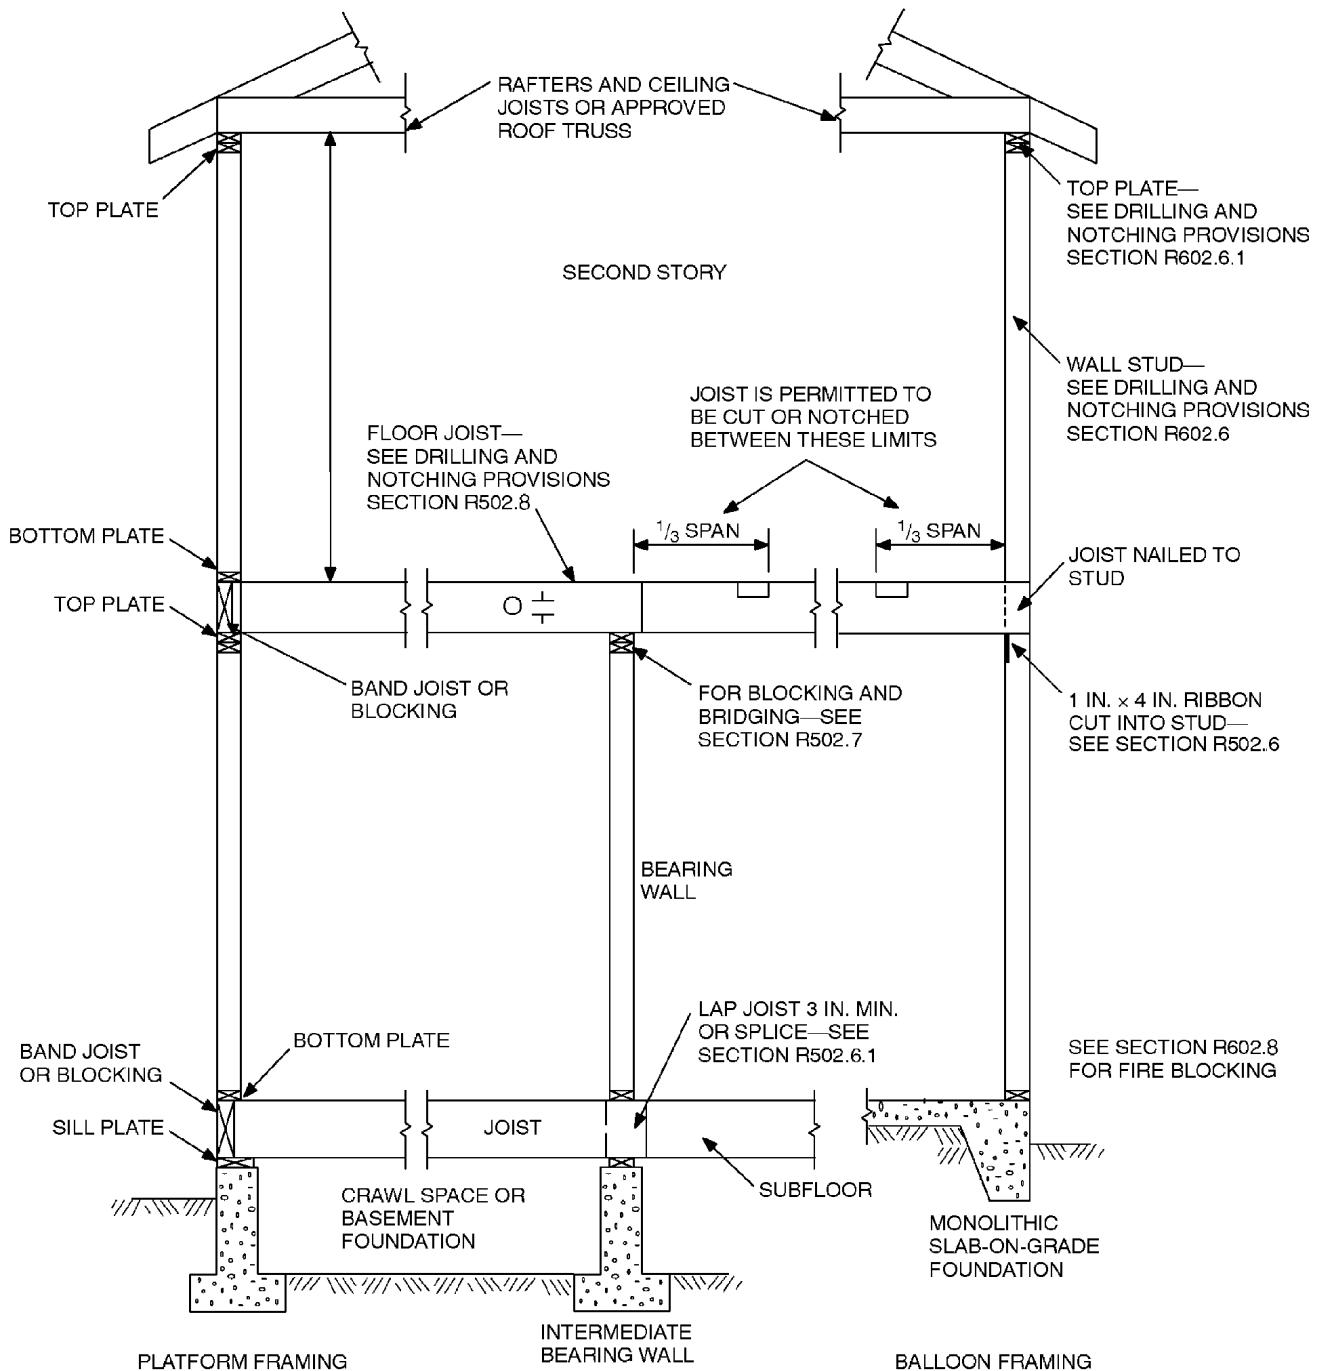 RAFTERS AND CEILING
JOISTS OR APPROVED
ROOF TRUSS
TOP PLATE
TOP PLATE—
SEE DRILLING AND
NOTCHING PROVISIONS
SECTION R602.6.1
SECOND STORY
WALL STUD—
SEE DRILLING AND
NOTCHING PROVISIONS
SECTION R602.6
JOIST IS PERMITTED TO
BE CUT OR NOTCHED
BETWEEN THESE LIMITS
FLOOR JOIST—
SEE DRILLING AND
NOTCHING PROVISIONS
SECTION R502.8
1/3 SPAN
1/3 SPAN
BOTTOM PLATE
JOIST NAILED TO
STUD
TOP PLATE
BAND JOIST OR
BLOCKING
FOR BLOCKING AND
BRIDGING—SEE
SECTION R502.7
1 IN. × 4 IN. RIBBON
CUT INTO STUD—
SEE SECTION R502.6
BEARING
WALL
LAP JOIST 3 IN. MIN.
OR SPLICE—SEE
SECTION R502.6.1
BOTTOM PLATE
BAND JOIST
OR BLOCKING
SEE SECTION R602.8
FOR FIRE BLOCKING
SILL PLATE
JOIST
SUBFLOOR
CRAWL SPACE OR
BASEMENT
FOUNDATION
MONOLITHIC
SLAB-ON-GRADE
FOUNDATION
INTERMEDIATE
BEARING WALL
PLATFORM FRAMING
BALLOON FRAMING